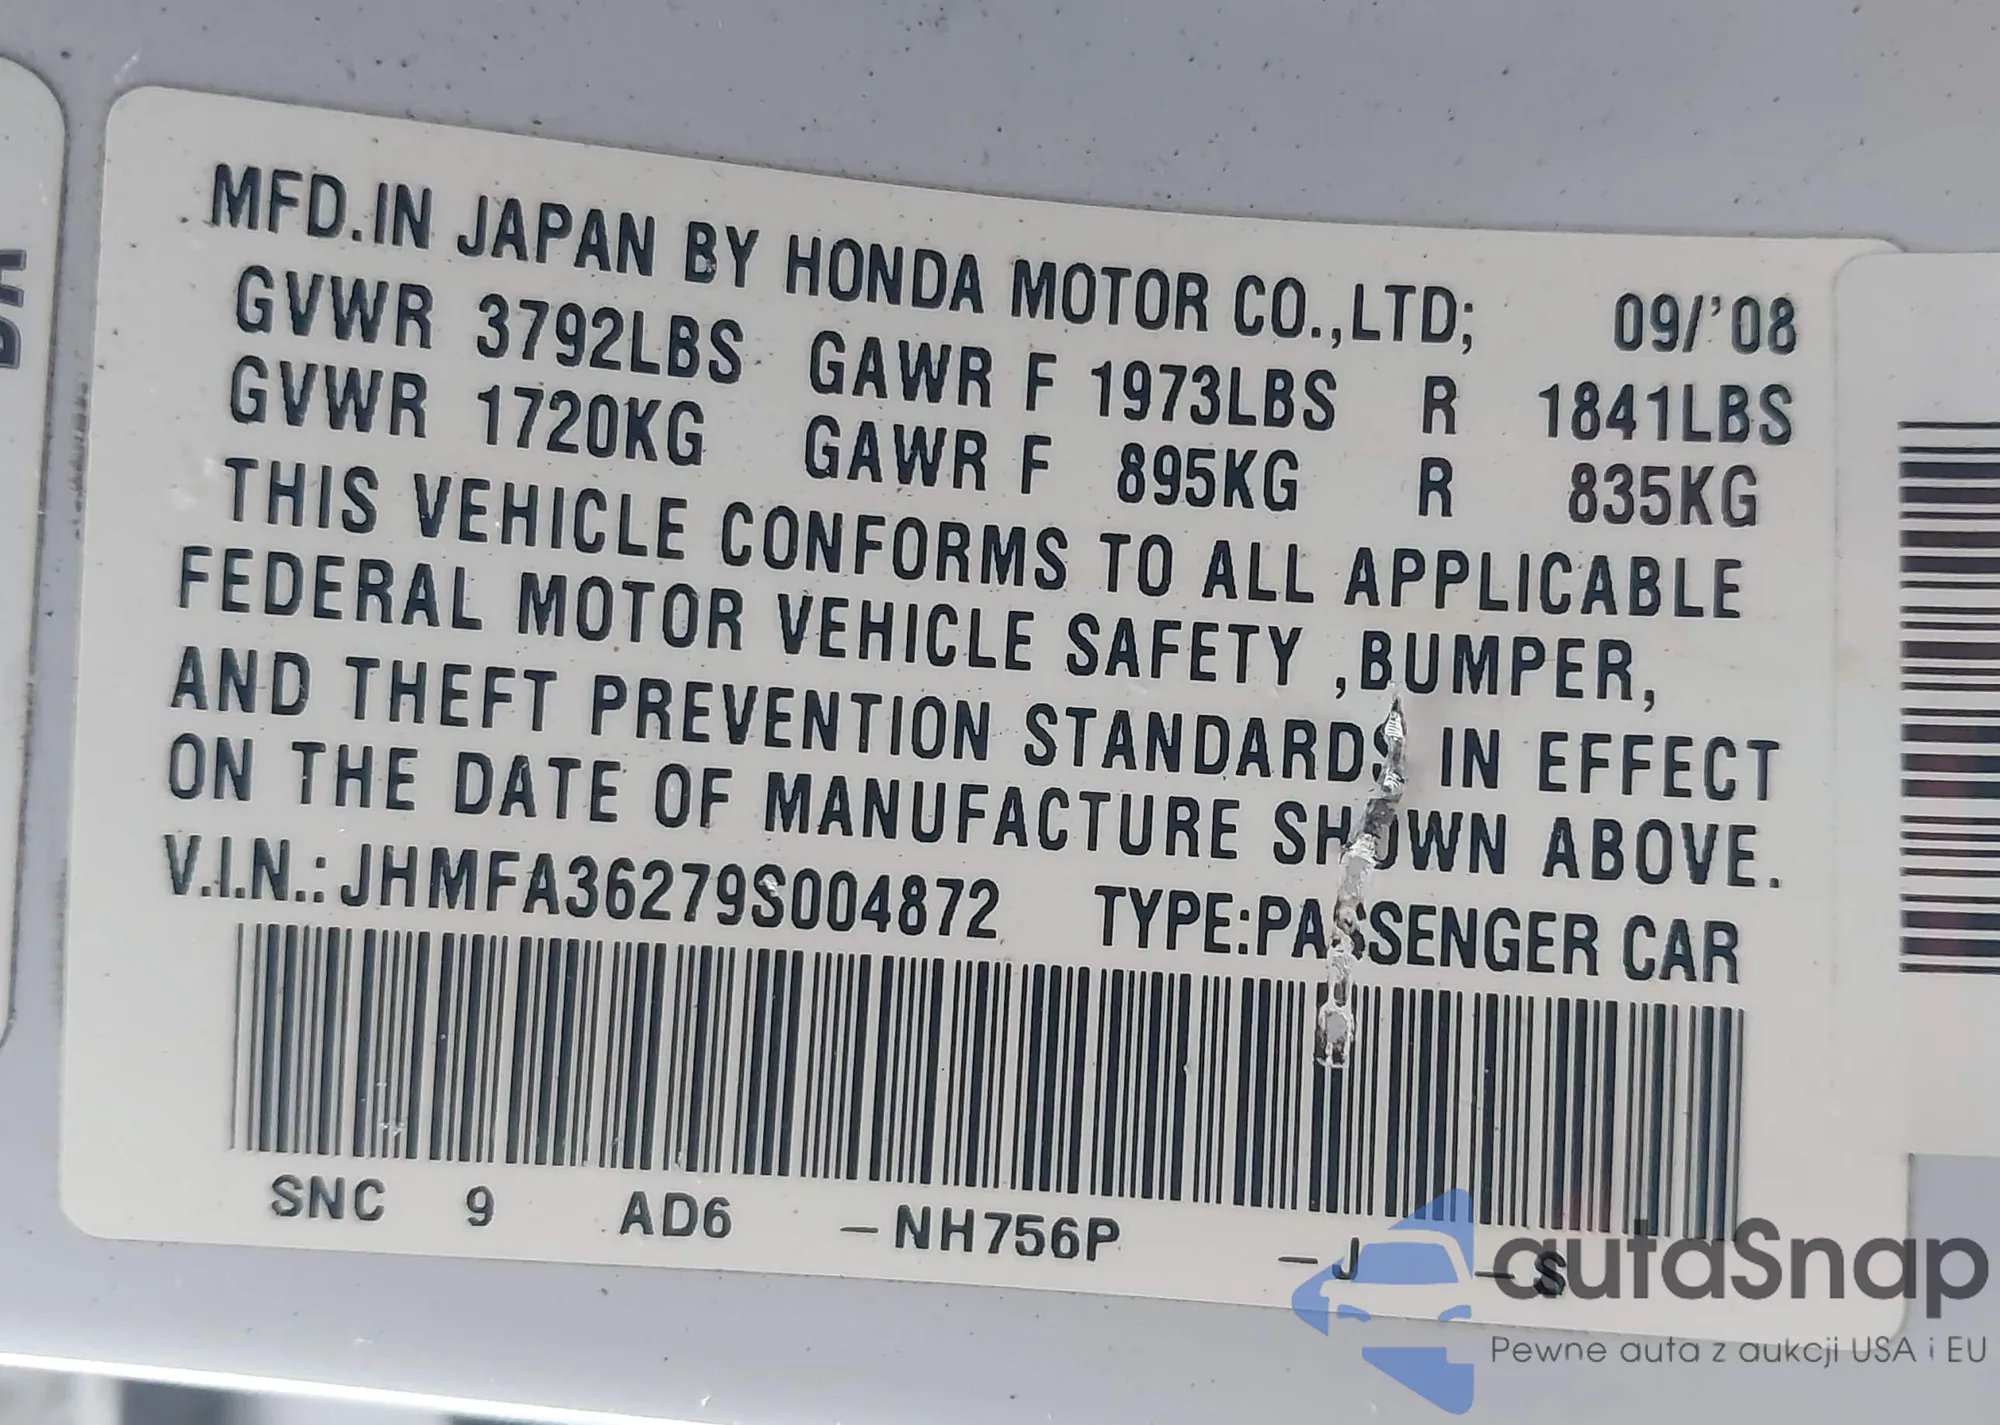 MFD.IN JAPAN BY HONDA MOTOR CO.,LTD; 09/'08
GVWR 3792LBS GAWR F 1973LBS R 1841LBS
GVWR 1720KG GAWR F 895KG R 835KG
THIS VEHICLE CONFORMS TO ALL APPLICABLE
FEDERAL MOTOR VEHICLE SAFETY ,BUMPER,
AND THEFT PREVENTION STANDARDS IN EFFECT
ON THE DATE OF MANUFACTURE SHOWN ABOVE.
V.I.N.:JHMFA36279S004872 TYPE:PASSENGER CAR
SNC 9 AD6 –NH756P –J –S
autaSnap
Pewne auta z aukcji USA i EU